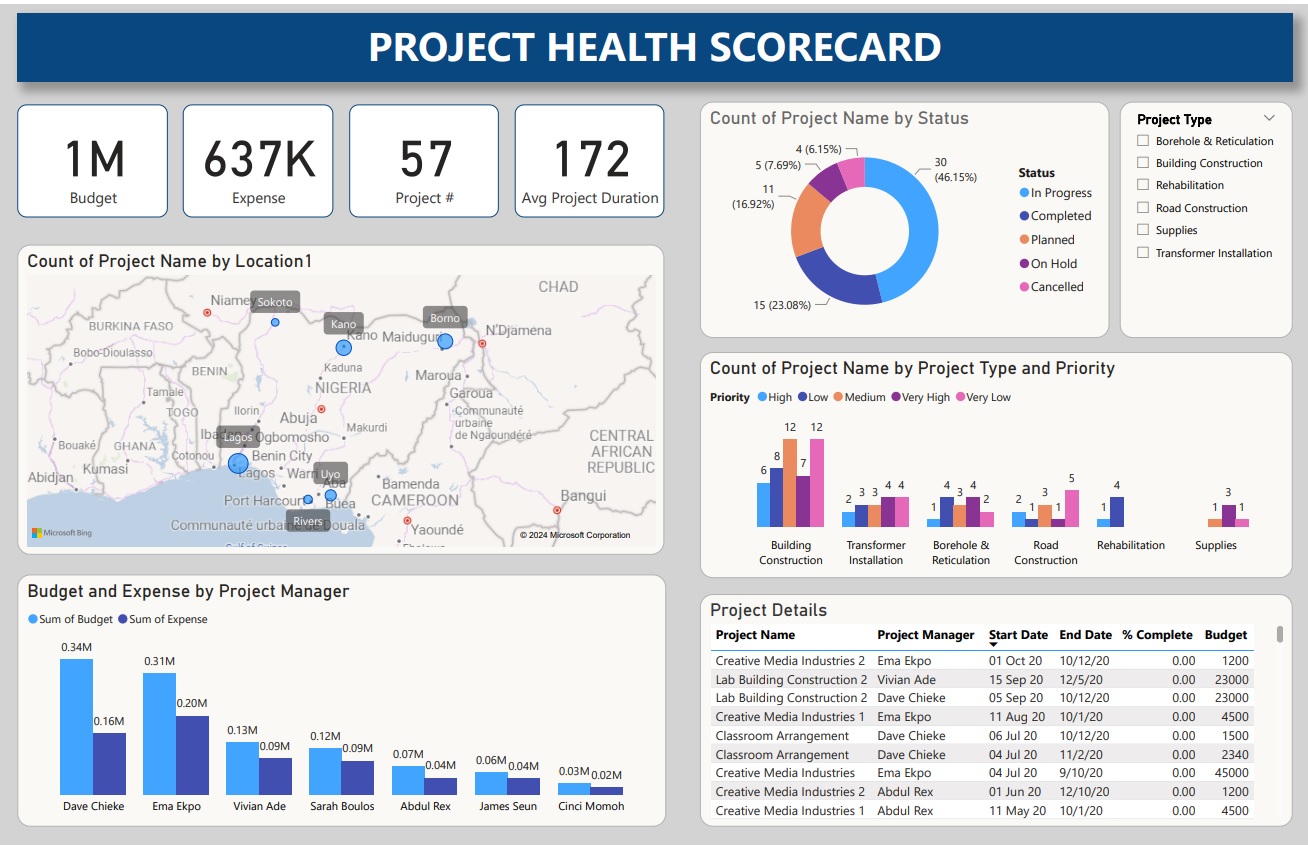 PROJECT HEALTH SCORECARD
1M
Budget
637K
Expense
57
Project #
172
Avg Project Duration
Count of Project Name by Status
4 (6.15%)
5 (7.69%)
11
(16.92%)
15 (23.08%)
30
(46.15%)
Status
In Progress
Completed
Planned
On Hold
Cancelled
Project Type
Borehole & Reticulation
Building Construction
Rehabilitation
Road Construction
Supplies
Transformer Installation
Count of Project Name by Location1
CHAD
Niamey
Sokoto
BURKINA FASO
Kano
Kano
Borno
Maidugu
N'Djamena
Bobo-Dioulasso
BENIN
Kaduna
Maroua
NIGERIA
Tamale
Garoua
TOGO
Ilorin
Abuja
Communauté
urbaine
de Ngaoundéré
Makurdi
Lagos
Ogbomosho
Bouaké
GHANA
Cotonou
Benin City
CENTRAL
AFRICAN
REPUBLIC
Kumasi
Lagos
Warri
Uyo
Aba
Abidjan
Bamenda
Port Harcourt
Buea
CAMEROON
Bangui
Rivers
Communauté urbaine de Douala
Yaoundé
Microsoft Bing
© 2024 Microsoft Corporation
Count of Project Name by Project Type and Priority
Priority High Low Medium Very High Very Low
6 8 12 7 12
2 3 3 4 4
1 4 3 4 2
2 1 3 1 5
1 4
1 3 1
Building
Construction
Transformer
Installation
Borehole &
Reticulation
Road
Construction
Rehabilitation
Supplies
Budget and Expense by Project Manager
Sum of Budget Sum of Expense
0.34M 0.16M
0.31M 0.20M
0.13M 0.09M
0.12M 0.09M
0.07M 0.04M
0.06M 0.04M
0.03M 0.02M
Dave Chieke Ema Ekpo Vivian Ade Sarah Boulos Abdul Rex James Seun Cinci Momoh
Project Details
Project Name Project Manager Start Date End Date % Complete Budget
Creative Media Industries 2 Ema Ekpo 01 Oct 20 10/12/20 0.00 1200
Lab Building Construction 2 Vivian Ade 15 Sep 20 12/5/20 0.00 23000
Lab Building Construction 2 Dave Chieke 05 Sep 20 10/12/20 0.00 23000
Creative Media Industries 1 Ema Ekpo 11 Aug 20 10/1/20 0.00 4500
Classroom Arrangement Dave Chieke 06 Jul 20 10/12/20 0.00 1500
Classroom Arrangement Dave Chieke 04 Jul 20 11/2/20 0.00 2340
Creative Media Industries Ema Ekpo 04 Jul 20 9/10/20 0.00 45000
Creative Media Industries 2 Abdul Rex 01 Jun 20 12/10/20 0.00 1200
Creative Media Industries 1 Abdul Rex 11 May 20 10/1/20 0.00 4500